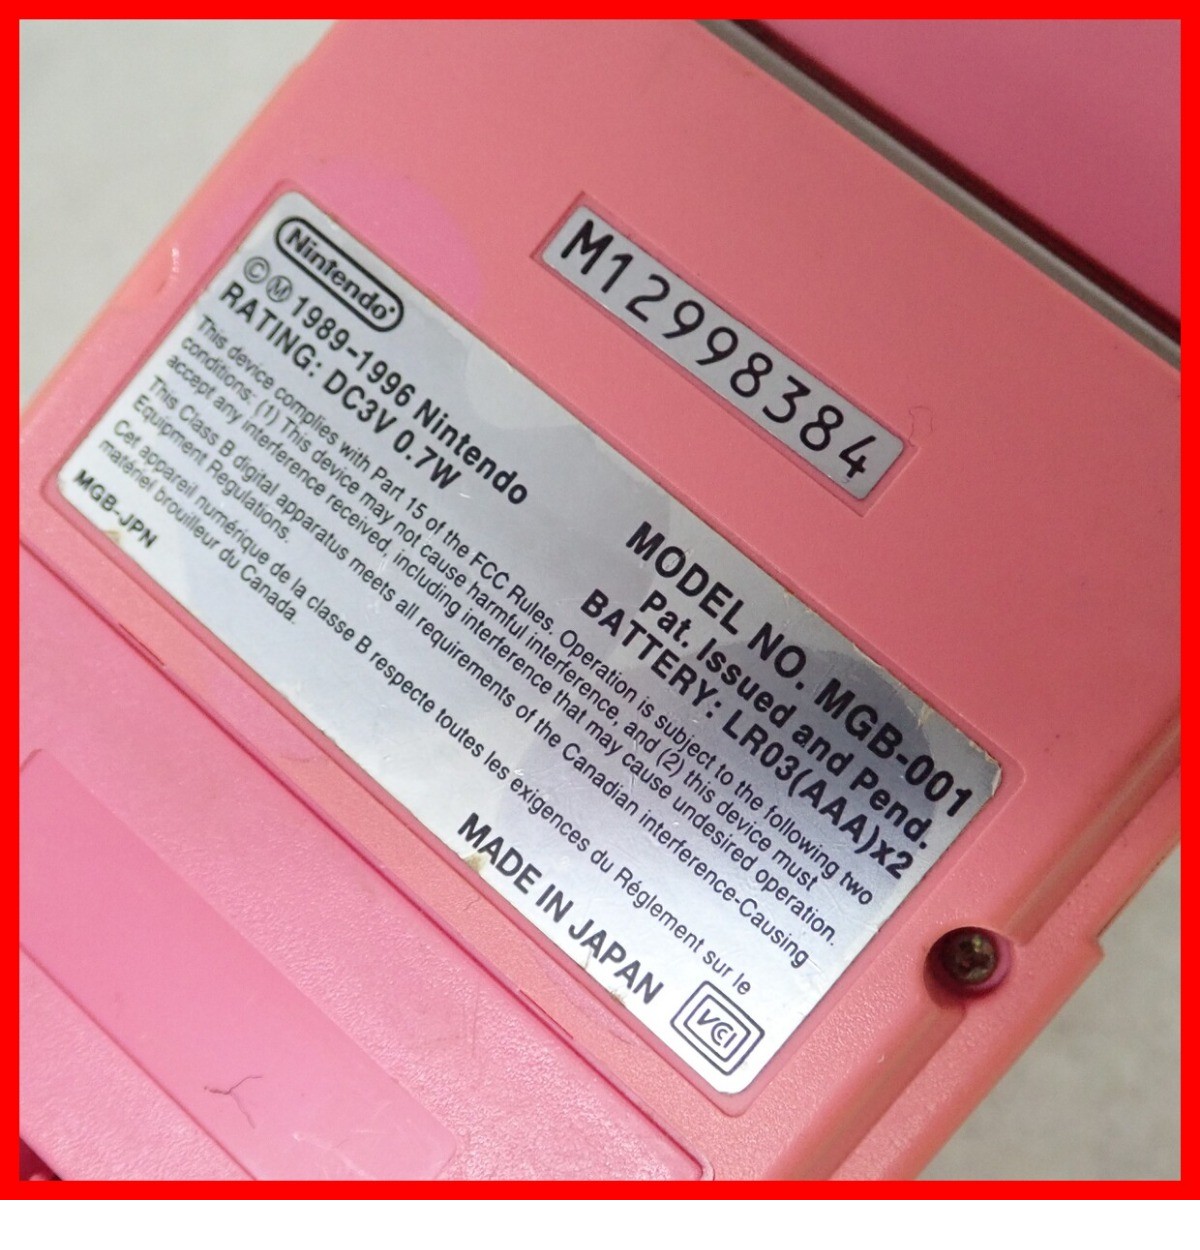 M12998384
Nintendo
© Ⓜ 1989-1996 Nintendo
RATING: DC3V 0.7W
MODEL NO. MGB-001
Pat. Issued and Pend.
BATTERY: LR03(AAA)x2
This device complies with Part 15 of the FCC Rules. Operation is subject to the following two
conditions: (1) This device may not cause harmful interference, and (2) this device must
accept any interference received, including interference that may cause undesired operation.
This Class B digital apparatus meets all requirements of the Canadian interference-Causing
Equipment Regulations.
Cet appareil numérique de la classe B respecte toutes les exigences du Réglement sur le
matériel brouilleur du Canada.
MGB-JPN
MADE IN JAPAN
VCI